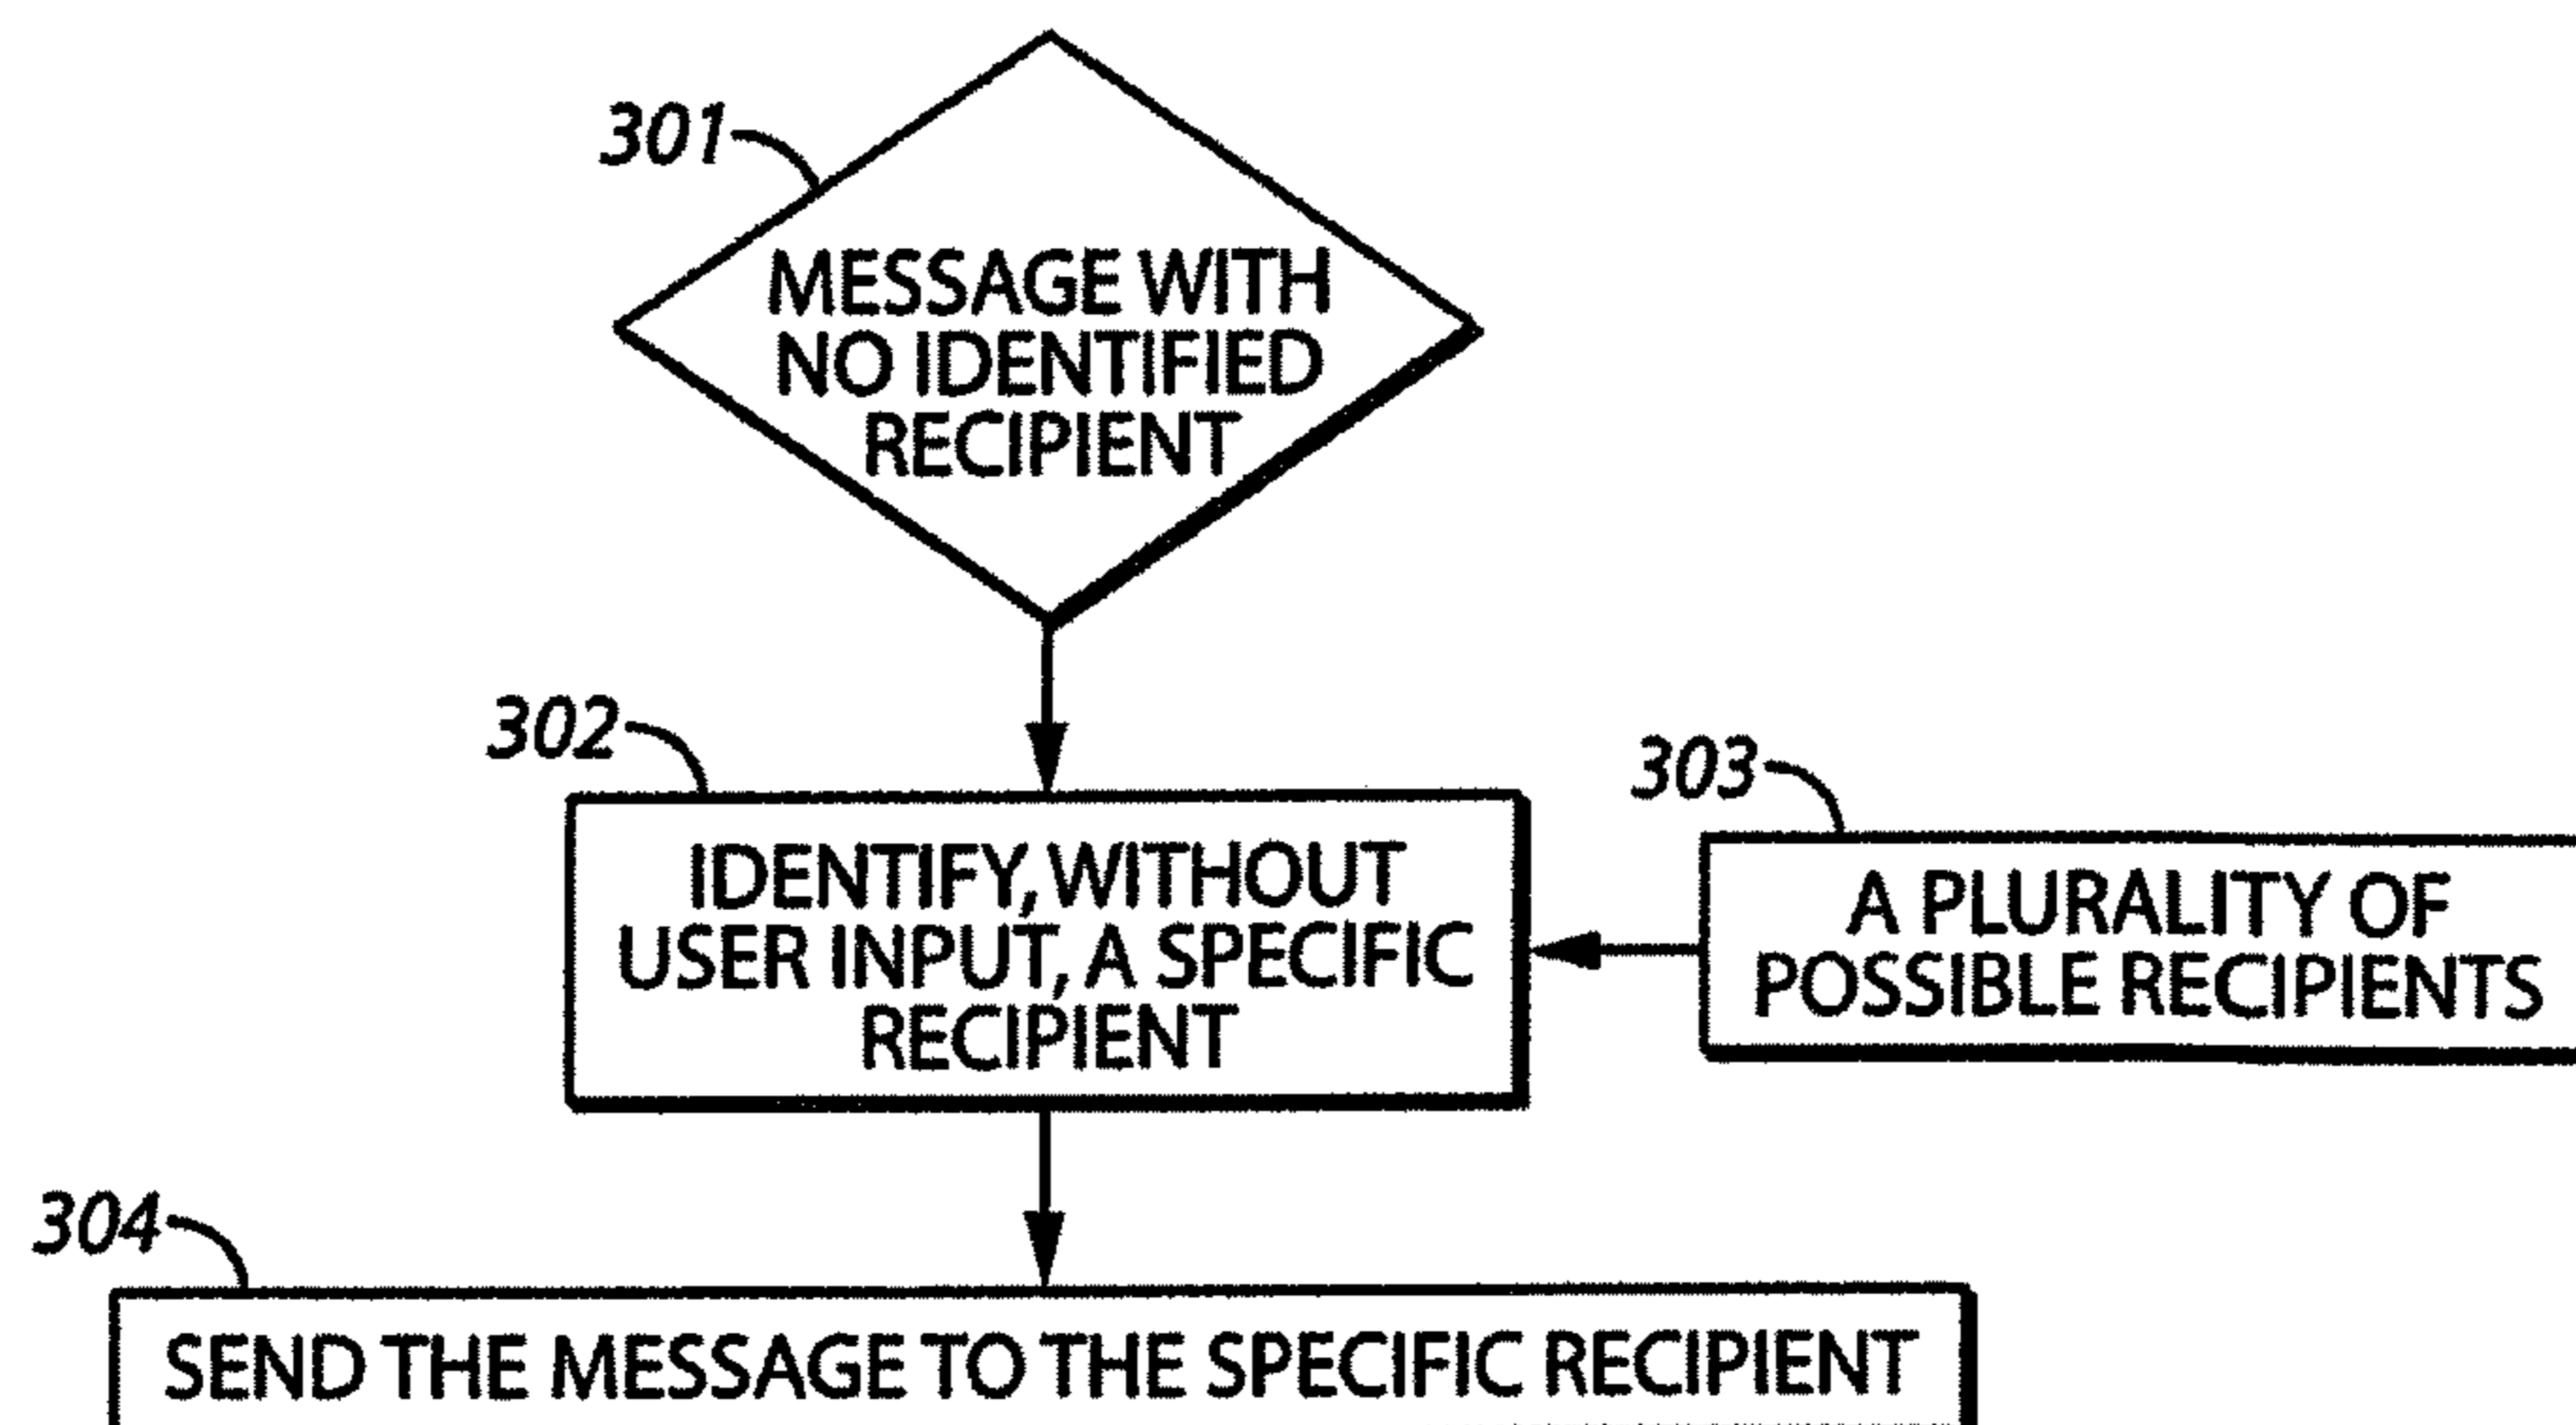 301
MESSAGE WITH
NO IDENTIFIED
RECIPIENT
302
IDENTIFY, WITHOUT
USER INPUT, A SPECIFIC
RECIPIENT
303
A PLURALITY OF
POSSIBLE RECIPIENTS
304
SEND THE MESSAGE TO THE SPECIFIC RECIPIENT